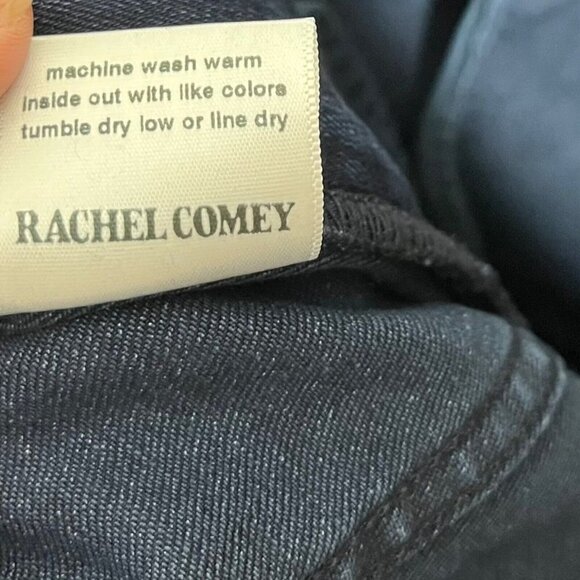 machine wash warm
inside out with like colors
tumble dry low or line dry
RACHEL COMEY